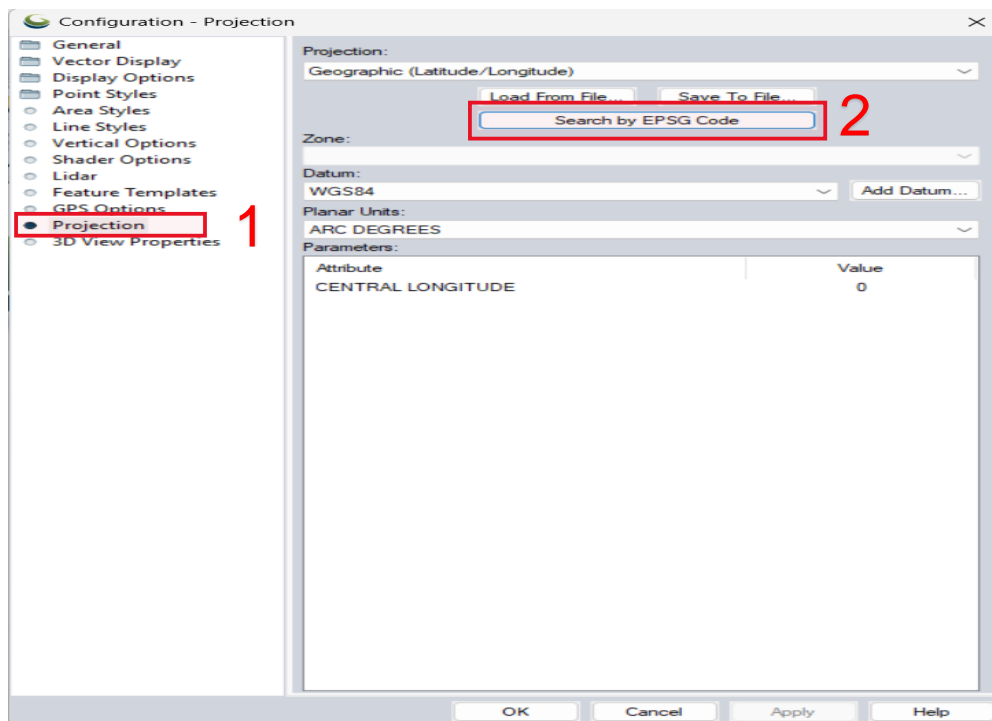 Configuration - Projection
General
Vector Display
Display Options
Point Styles
Area Styles
Line Styles
Vertical Options
Shader Options
Lidar
Feature Templates
GPS Options
Projection
3D View Properties
1
Projection:
Geographic (Latitude/Longitude)
Load From File... Save To File...
Search by EPSG Code
2
Zone:
Datum:
WGS84 Add Datum...
Planar Units:
ARC DEGREES
Parameters:
Attribute Value
CENTRAL LONGITUDE 0
OK Cancel Apply Help